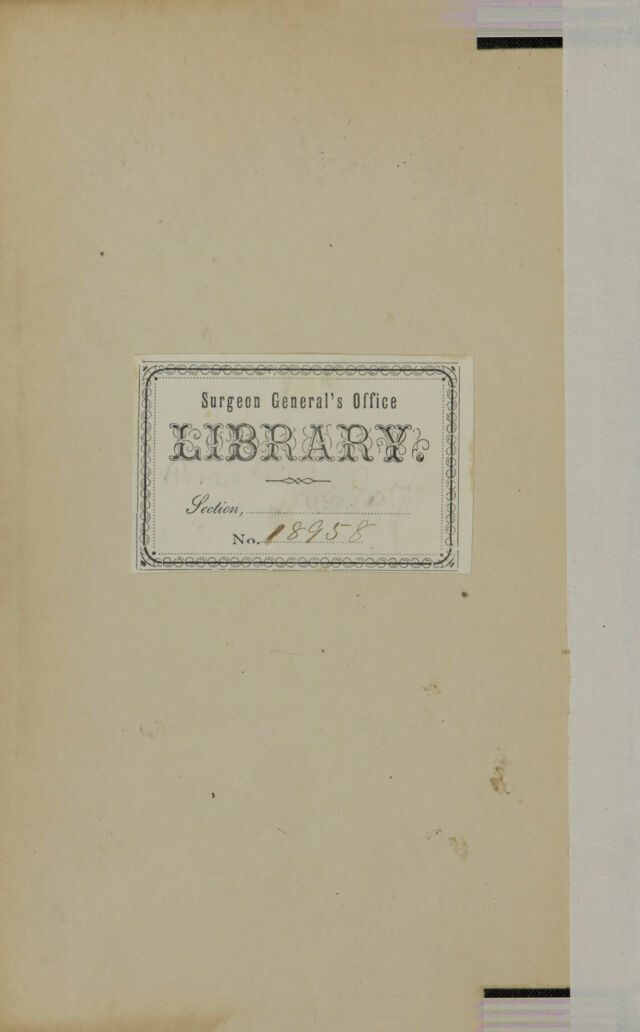 Surgeon General's Office
LIBRARY.
Section,
No. 18958